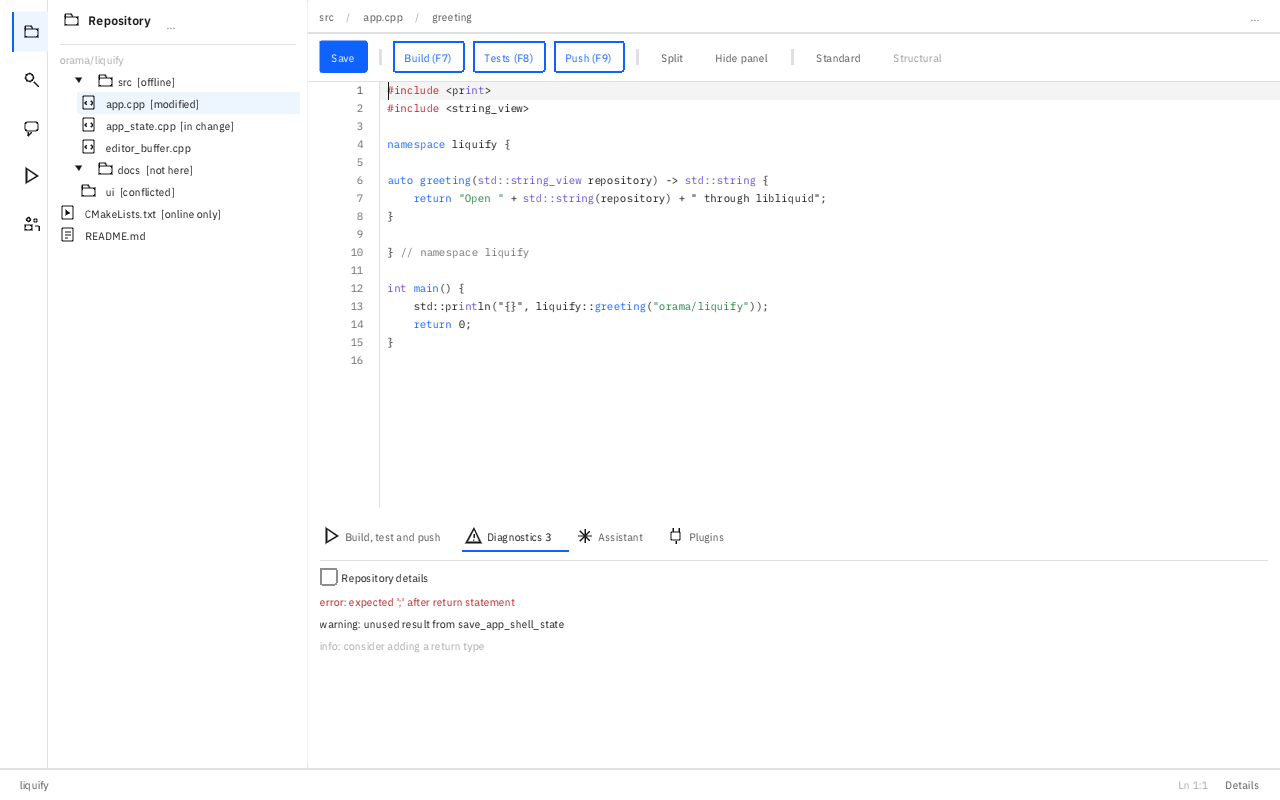 Repository ...
orama/liquify
src [offline]
app.cpp [modified]
app_state.cpp [in change]
editor_buffer.cpp
docs [not here]
ui [conflicted]
CMakeLists.txt [online only]
README.md
src / app.cpp / greeting ...
Save Build (F7) Tests (F8) Push (F9) Split Hide panel Standard Structural
1 #include <print>
2 #include <string_view>
3
4 namespace liquify {
5
6 auto greeting(std::string_view repository) -> std::string {
7     return "Open " + std::string(repository) + " through libliquid";
8 }
9
10 } // namespace liquify
11
12 int main() {
13     std::println("{}", liquify::greeting("orama/liquify"));
14     return 0;
15 }
16
Build, test and push Diagnostics 3 Assistant Plugins
Repository details
error: expected ';' after return statement
warning: unused result from save_app_shell_state
info: consider adding a return type
liquify Ln 1:1 Details